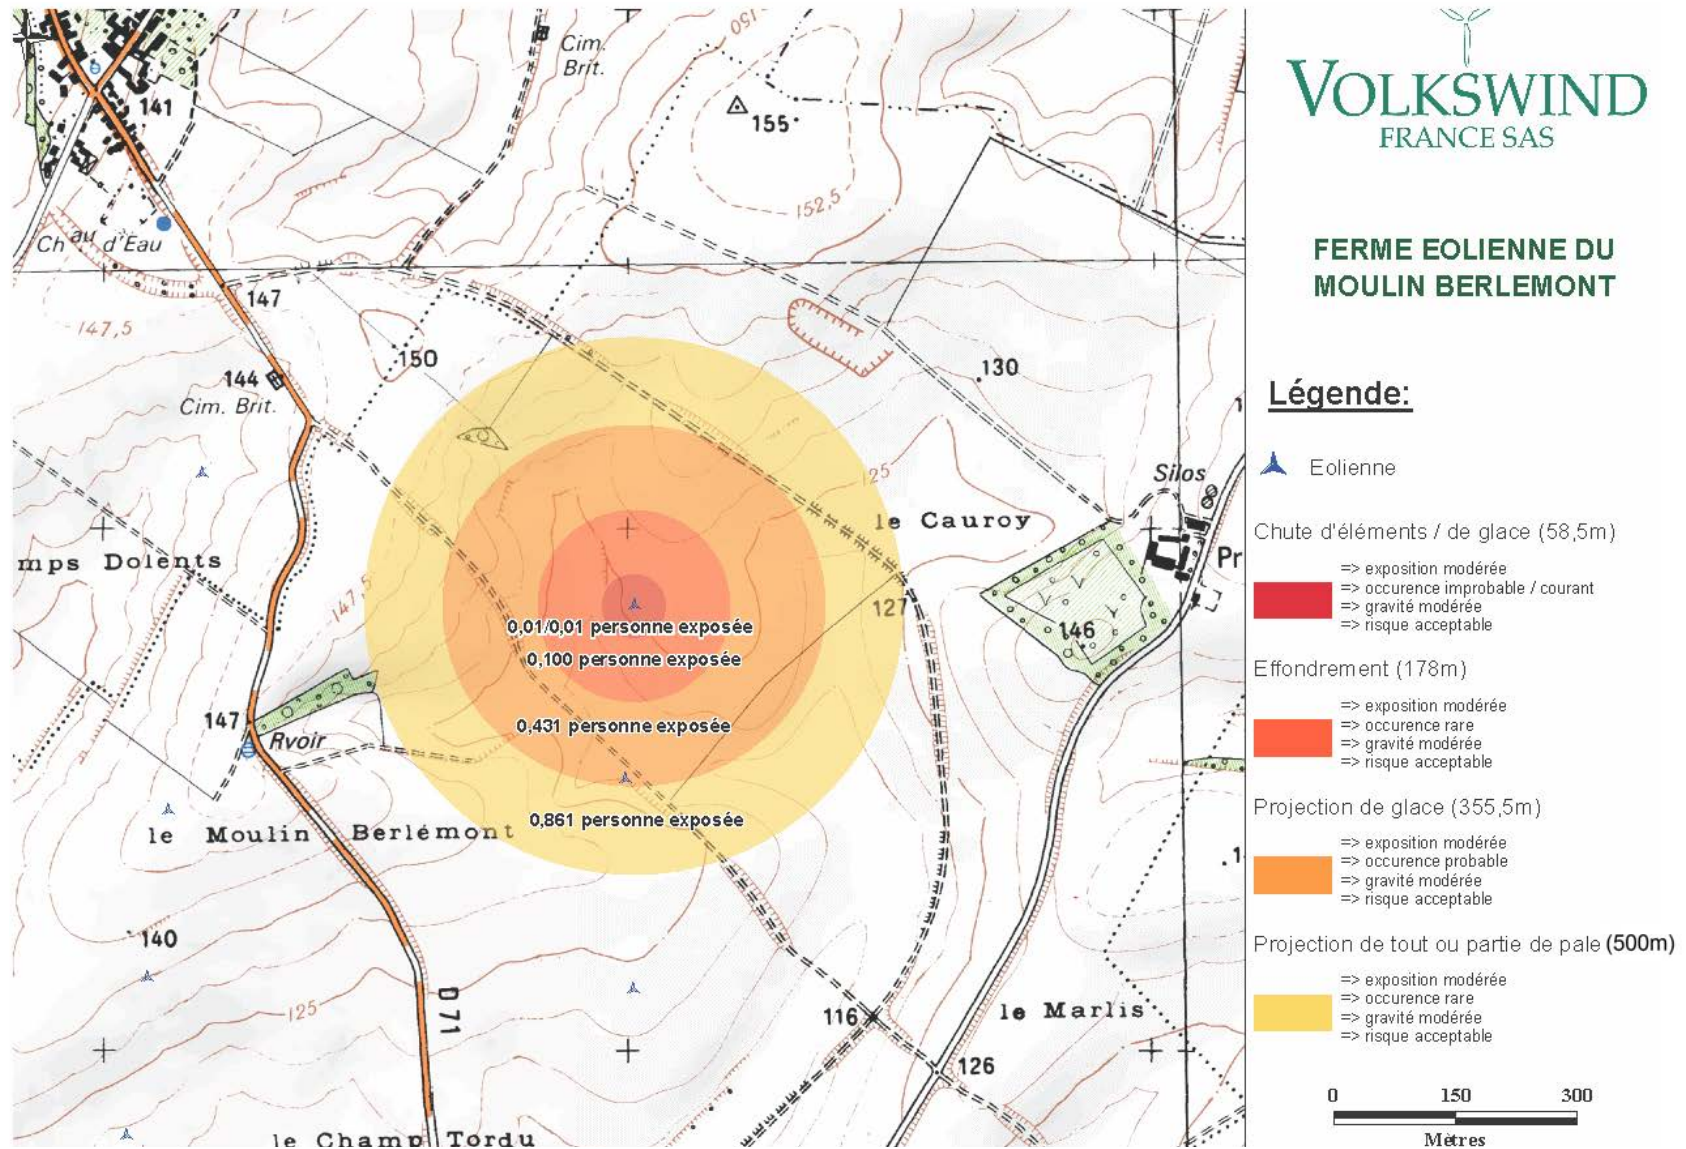 Cim.
Brit.
150
141
155
152,5
Chau d'Eau
147
147,5
150
144
Cim. Brit.
130
125
Silos
le Cauroy
mps Dolents
Pr
147,5
127
0,01/0,01 personne exposée
0,100 personne exposée
146
147
0,431 personne exposée
Rvoir
0,861 personne exposée
le Moulin Berlémont
140
125
D71
116
le Marlis
126
le Champ Tordu
VOLKSWIND
FRANCE SAS
FERME EOLIENNE DU
MOULIN BERLEMONT
Légende:
Eolienne
Chute d'éléments / de glace (58,5m)
=> exposition modérée
=> occurence improbable / courant
=> gravité modérée
=> risque acceptable
Effondrement (178m)
=> exposition modérée
=> occurence rare
=> gravité modérée
=> risque acceptable
Projection de glace (355,5m)
=> exposition modérée
=> occurence probable
=> gravité modérée
=> risque acceptable
Projection de tout ou partie de pale (500m)
=> exposition modérée
=> occurence rare
=> gravité modérée
=> risque acceptable
0 150 300
Mètres